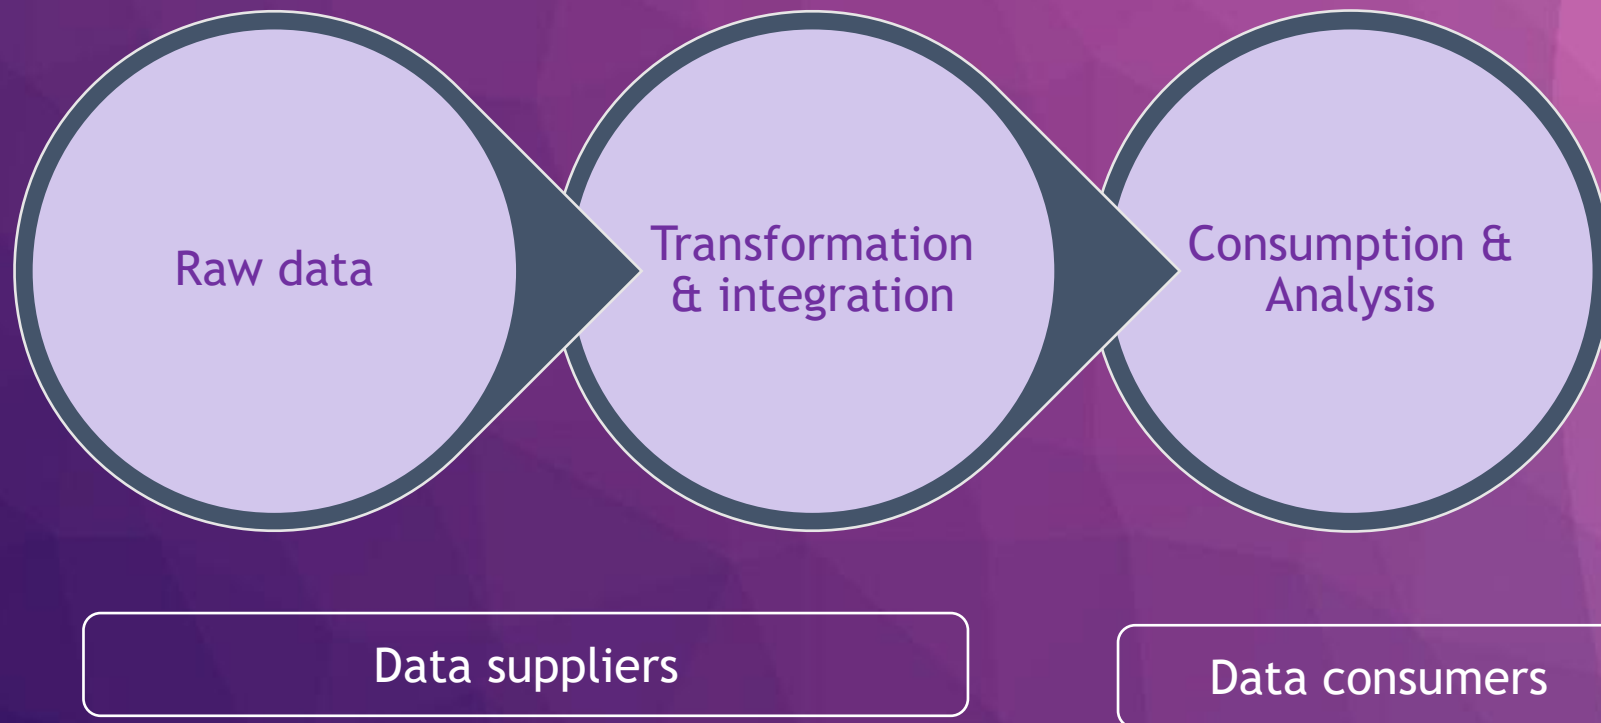 Raw data
Transformation
& integration
Consumption &
Analysis
Data suppliers
Data consumers